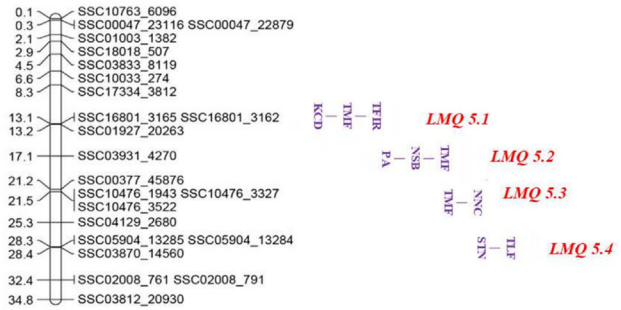 0.1 SSC10763_6096
0.3 SSC00047_23116 SSC00047_22879
2.1 SSC01003_1382
2.9 SSC18018_507
4.5 SSC03833_8119
6.6 SSC10033_274
8.3 SSC17334_3812
13.1 SSC16801_3165 SSC16801_3162
13.2 SSC01927_20263
KCD TMF TFIR LMQ 5.1
17.1 SSC03931_4270
PA NSB TMF LMQ 5.2
21.2 SSC00377_45876
21.5 SSC10476_1943 SSC10476_3327
SSC10476_3522
TMF NNC LMQ 5.3
25.3 SSC04129_2680
28.3 SSC05904_13285 SSC05904_13284
28.4 SSC03870_14560
STN TLF LMQ 5.4
32.4 SSC02008_761 SSC02008_791
34.8 SSC03812_20930